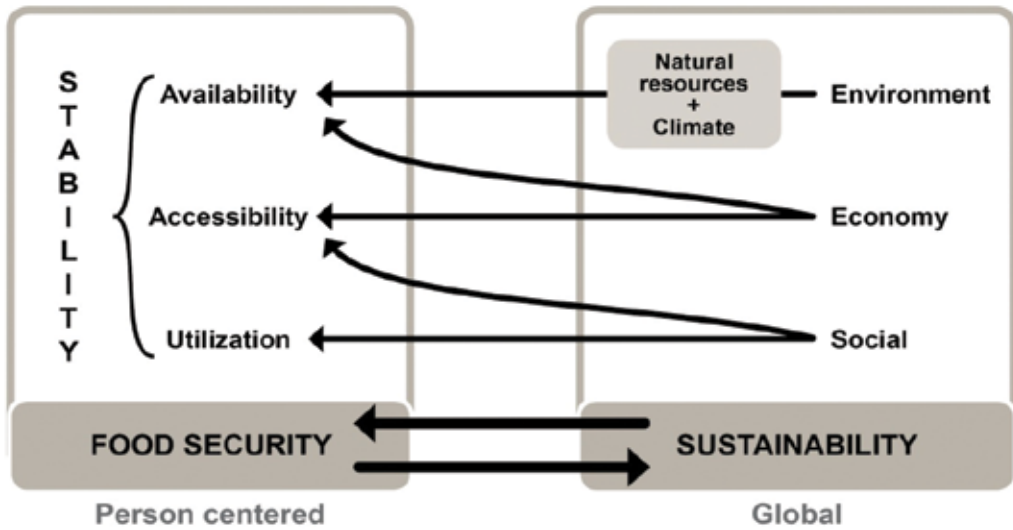 STABILITY
Availability
Accessibility
Utilization
Natural
resources
+
Climate
Environment
Economy
Social
FOOD SECURITY
SUSTAINABILITY
Person centered
Global